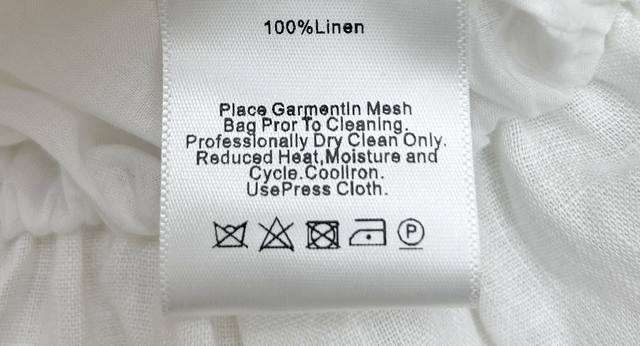 100%Linen
Place GarmentIn Mesh
Bag Pror To Cleaning.
Professionally Dry Clean Only.
Reduced Heat,Moisture and
Cycle.CoolIron.
UsePress Cloth.
P